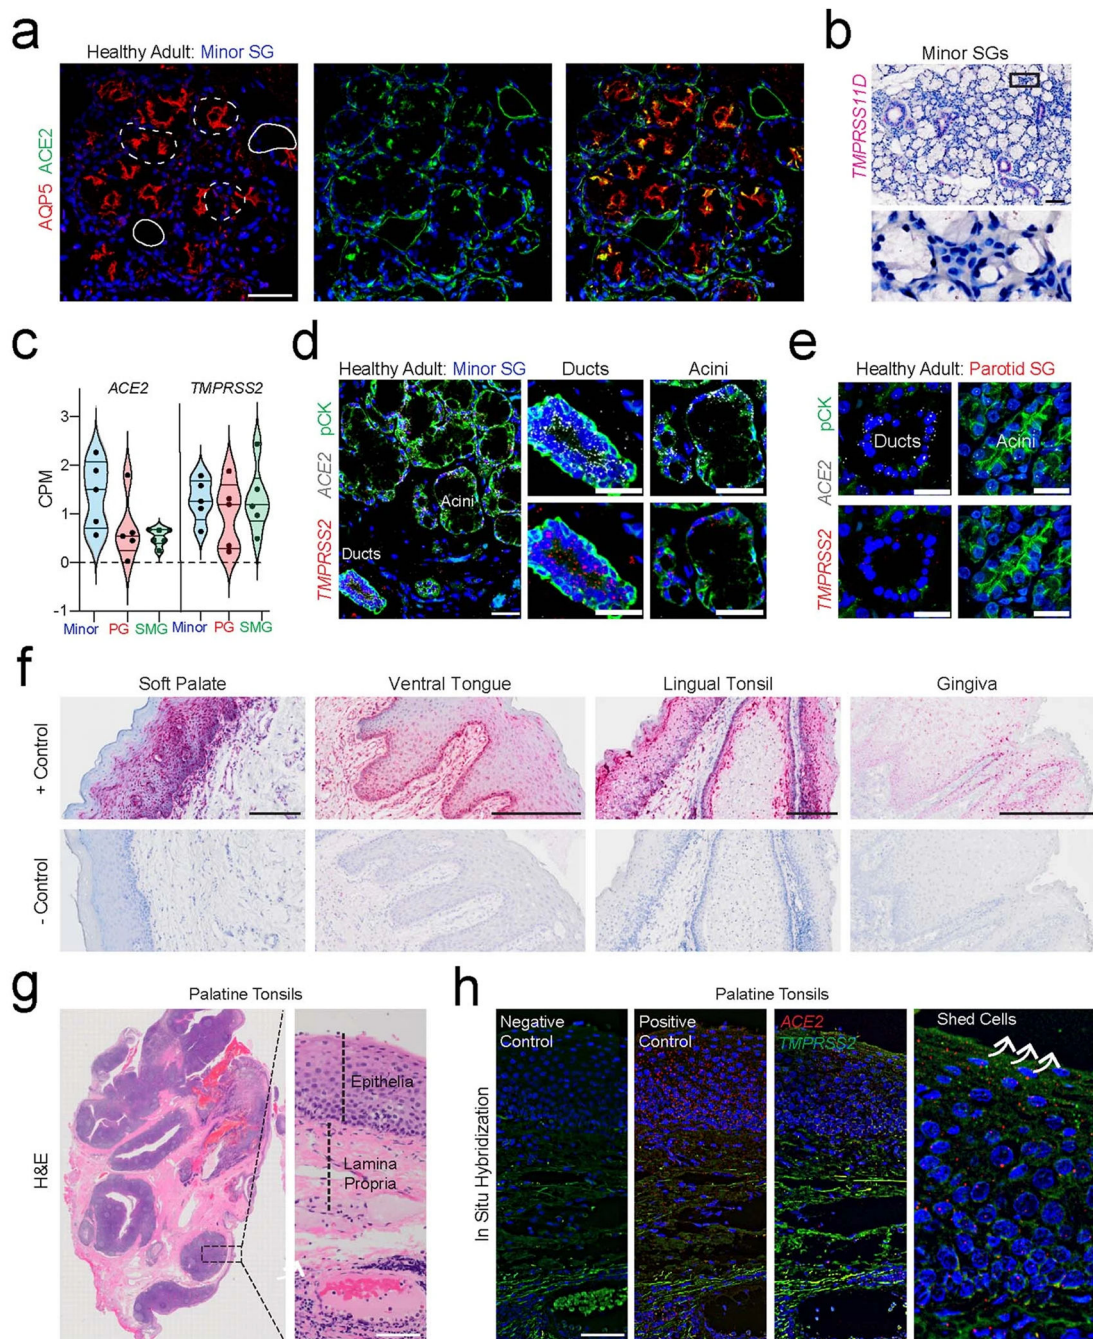 a
Healthy Adult: Minor SG
AQP5 ACE2
b
Minor SGs
TMPRSS11D
c
ACE2 TMPRSS2
CPM
3
2
1
0
-1
Minor PG SMG Minor PG SMG
d
Healthy Adult: Minor SG
Ducts
Acini
TMPRSS2 ACE2 pCK
Acini
Ducts
e
Healthy Adult: Parotid SG
TMPRSS2 ACE2 pCK
Ducts
Acini
f
Soft Palate
Ventral Tongue
Lingual Tonsil
Gingiva
+ Control
- Control
g
Palatine Tonsils
H&E
Epithelia
Lamina
Propria
h
Palatine Tonsils
In Situ Hybridization
Negative
Control
Positive
Control
ACE2
TMPRSS2
Shed Cells